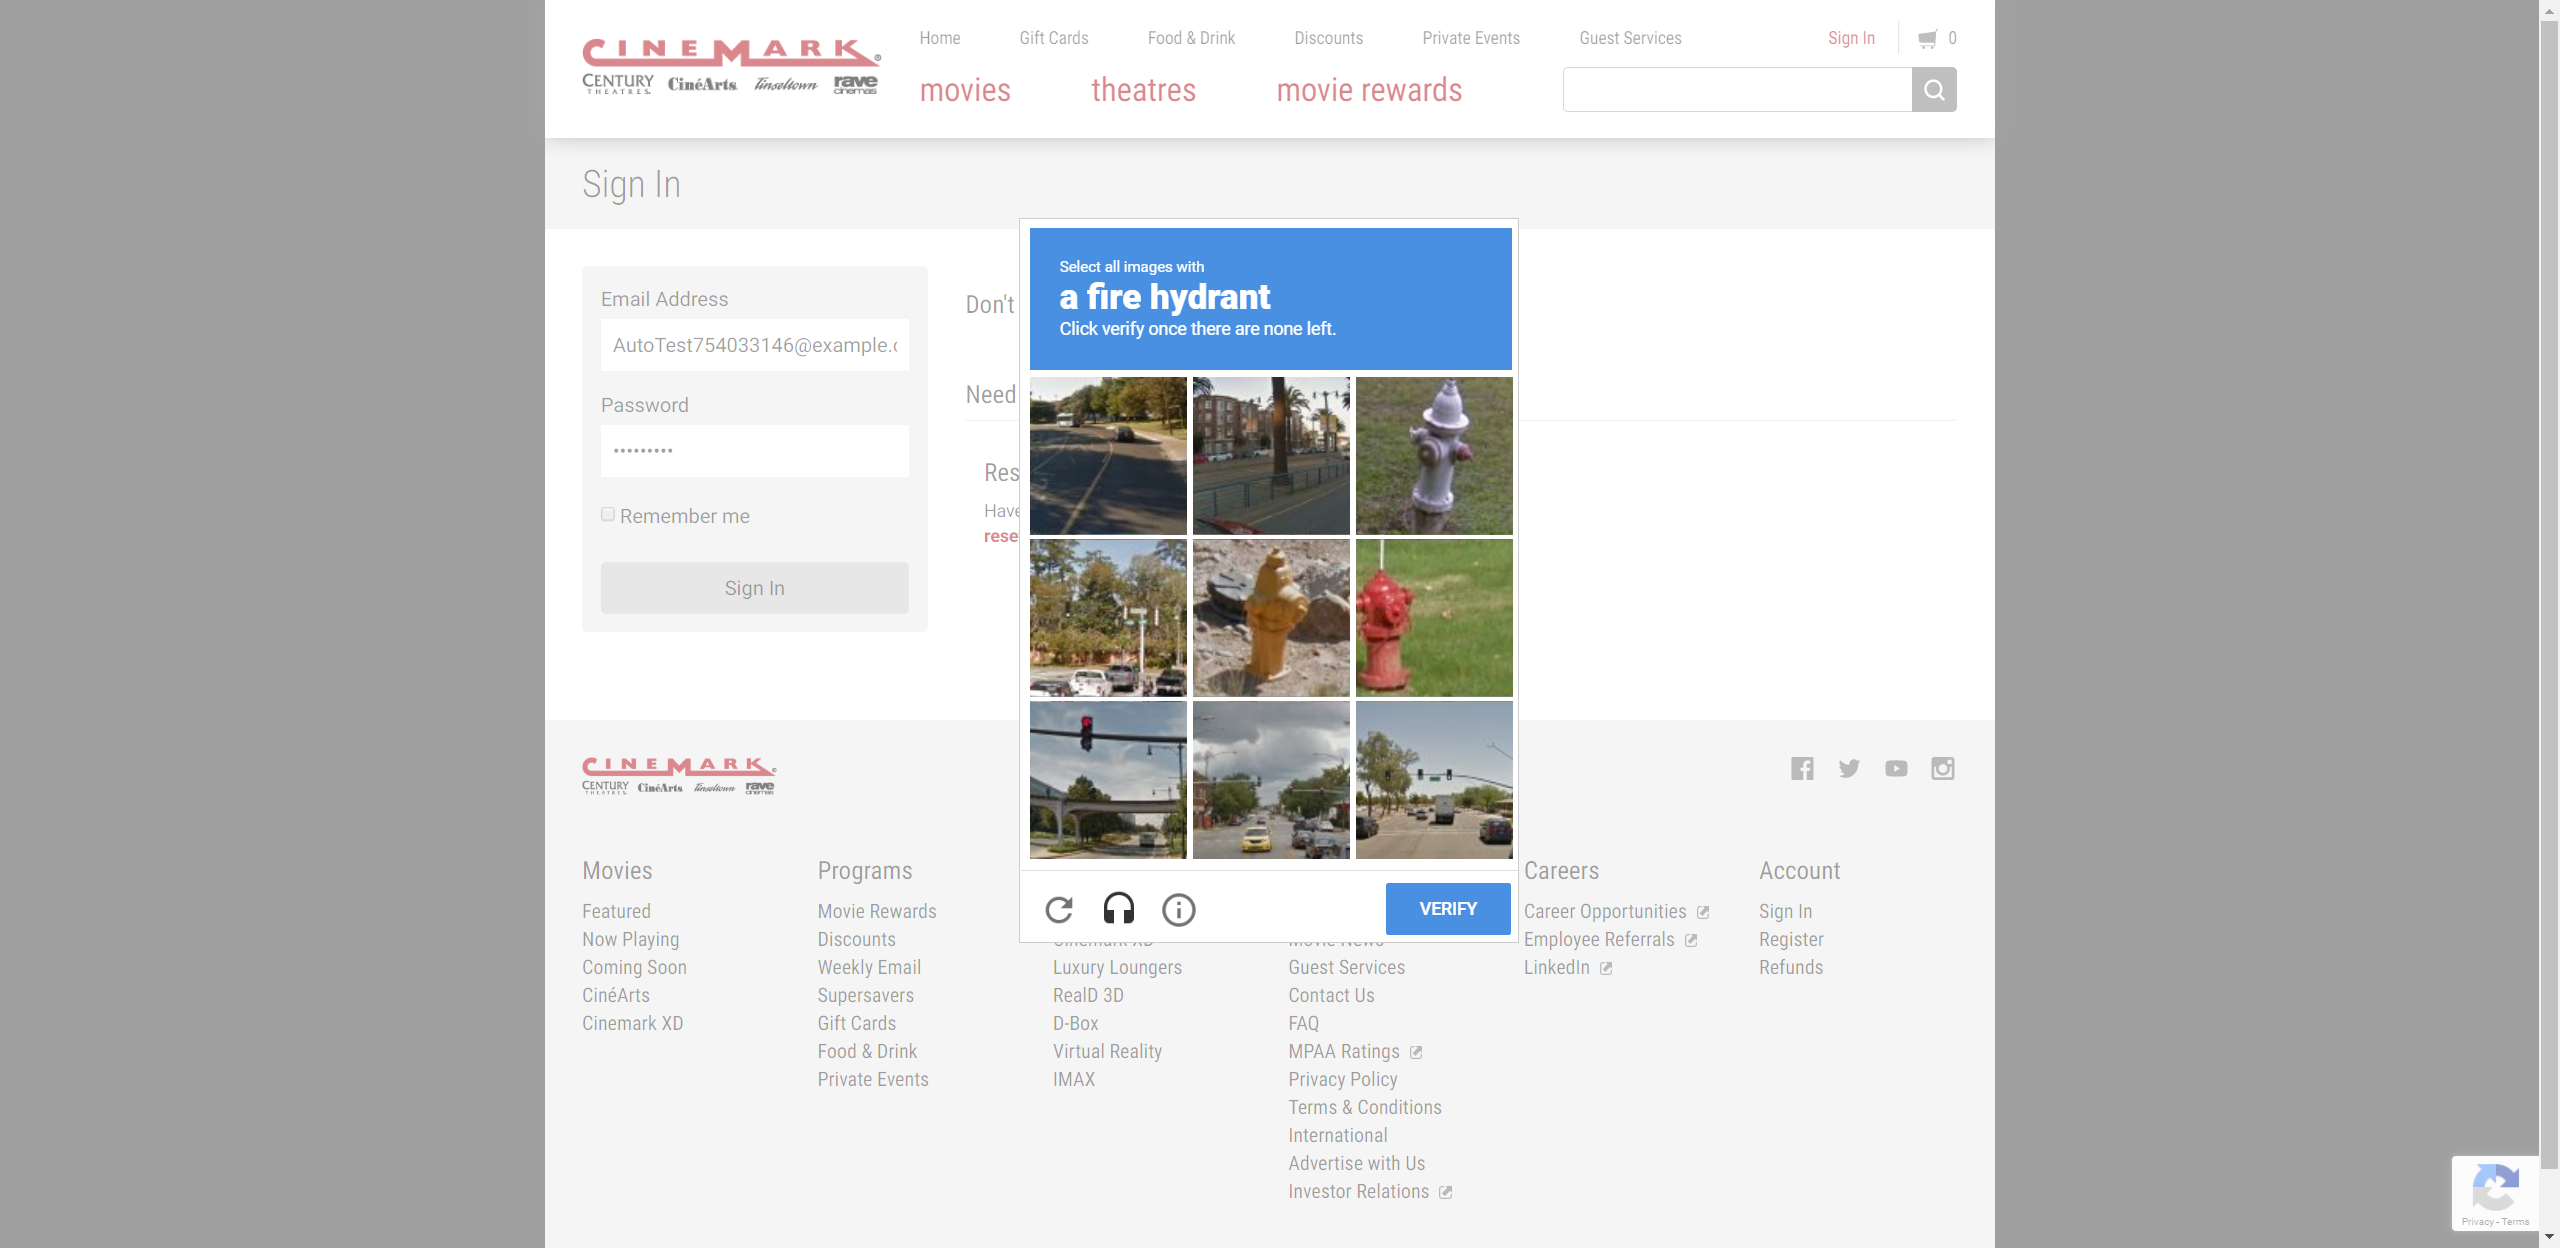 CINEMARK
CENTURY THEATRES CinéArts Tinseltown rave cinemas
Home Gift Cards Food & Drink Discounts Private Events Guest Services Sign In 0
movies theatres movie rewards
Sign In
Email Address
AutoTest754033146@example.c
Password
Remember me
Sign In
Don't
Need
Res
Have
rese
Select all images with
a fire hydrant
Click verify once there are none left.
VERIFY
CINEMARK
CENTURY THEATRES CinéArts Tinseltown rave cinemas
Movies
Featured
Now Playing
Coming Soon
CinéArts
Cinemark XD
Programs
Movie Rewards
Discounts
Weekly Email
Supersavers
Gift Cards
Food & Drink
Private Events
Cinemark XD
Luxury Loungers
RealD 3D
D-Box
Virtual Reality
IMAX
Movie News
Guest Services
Contact Us
FAQ
MPAA Ratings
Privacy Policy
Terms & Conditions
International
Advertise with Us
Investor Relations
Careers
Career Opportunities
Employee Referrals
LinkedIn
Account
Sign In
Register
Refunds
Privacy - Terms